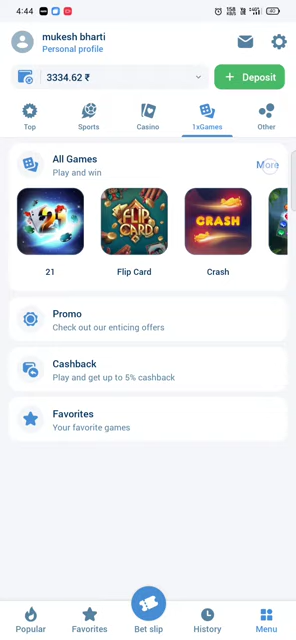 4:44
mukesh bharti
Personal profile
3334.62 ₹
+ Deposit
Top
Sports
Casino
1xGames
Other
All Games
Play and win
More
21
FLIP CARD
CRASH
21
Flip Card
Crash
Promo
Check out our enticing offers
Cashback
Play and get up to 5% cashback
Favorites
Your favorite games
Popular
Favorites
Bet slip
History
Menu